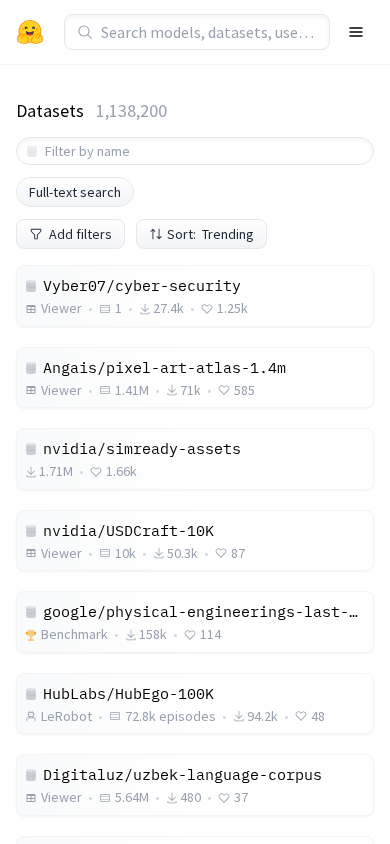 Search models, datasets, use…
Datasets 1,138,200
Filter by name
Full-text search
Add filters
Sort: Trending
Vyber07/cyber-security
Viewer • 1 • 27.4k • 1.25k
Angais/pixel-art-atlas-1.4m
Viewer • 1.41M • 71k • 585
nvidia/simready-assets
1.71M • 1.66k
nvidia/USDCraft-10K
Viewer • 10k • 50.3k • 87
google/physical-engineerings-last-…
Benchmark • 158k • 114
HubLabs/HubEgo-100K
LeRobot • 72.8k episodes • 94.2k • 48
Digitaluz/uzbek-language-corpus
Viewer • 5.64M • 480 • 37